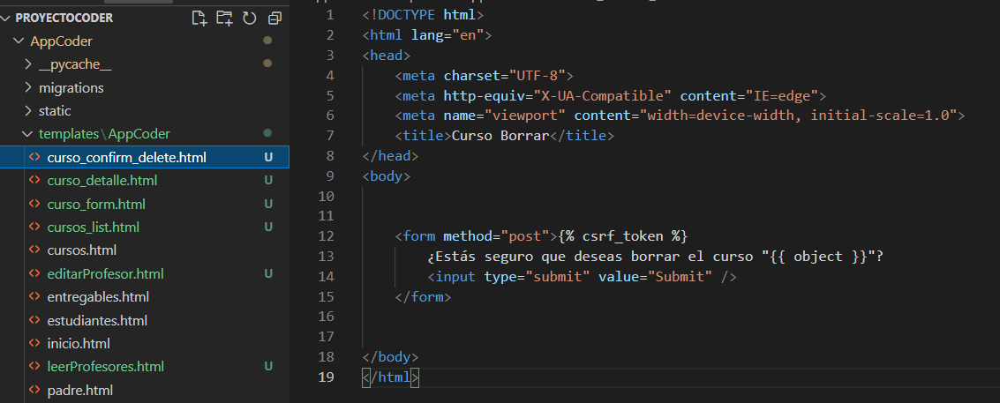 PROYECTOCODER
AppCoder
__pycache__
migrations
static
templates\AppCoder
curso_confirm_delete.html U
curso_detalle.html U
curso_form.html U
cursos_list.html U
cursos.html
editarProfesor.html U
entregables.html
estudiantes.html
inicio.html
leerProfesores.html U
padre.html
1 <!DOCTYPE html>
2 <html lang="en">
3 <head>
4 <meta charset="UTF-8">
5 <meta http-equiv="X-UA-Compatible" content="IE=edge">
6 <meta name="viewport" content="width=device-width, initial-scale=1.0">
7 <title>Curso Borrar</title>
8 </head>
9 <body>
10
11
12 <form method="post">{% csrf_token %}
13 ¿Estás seguro que deseas borrar el curso "{{ object }}"?
14 <input type="submit" value="Submit" />
15 </form>
16
17
18 </body>
19 </html>